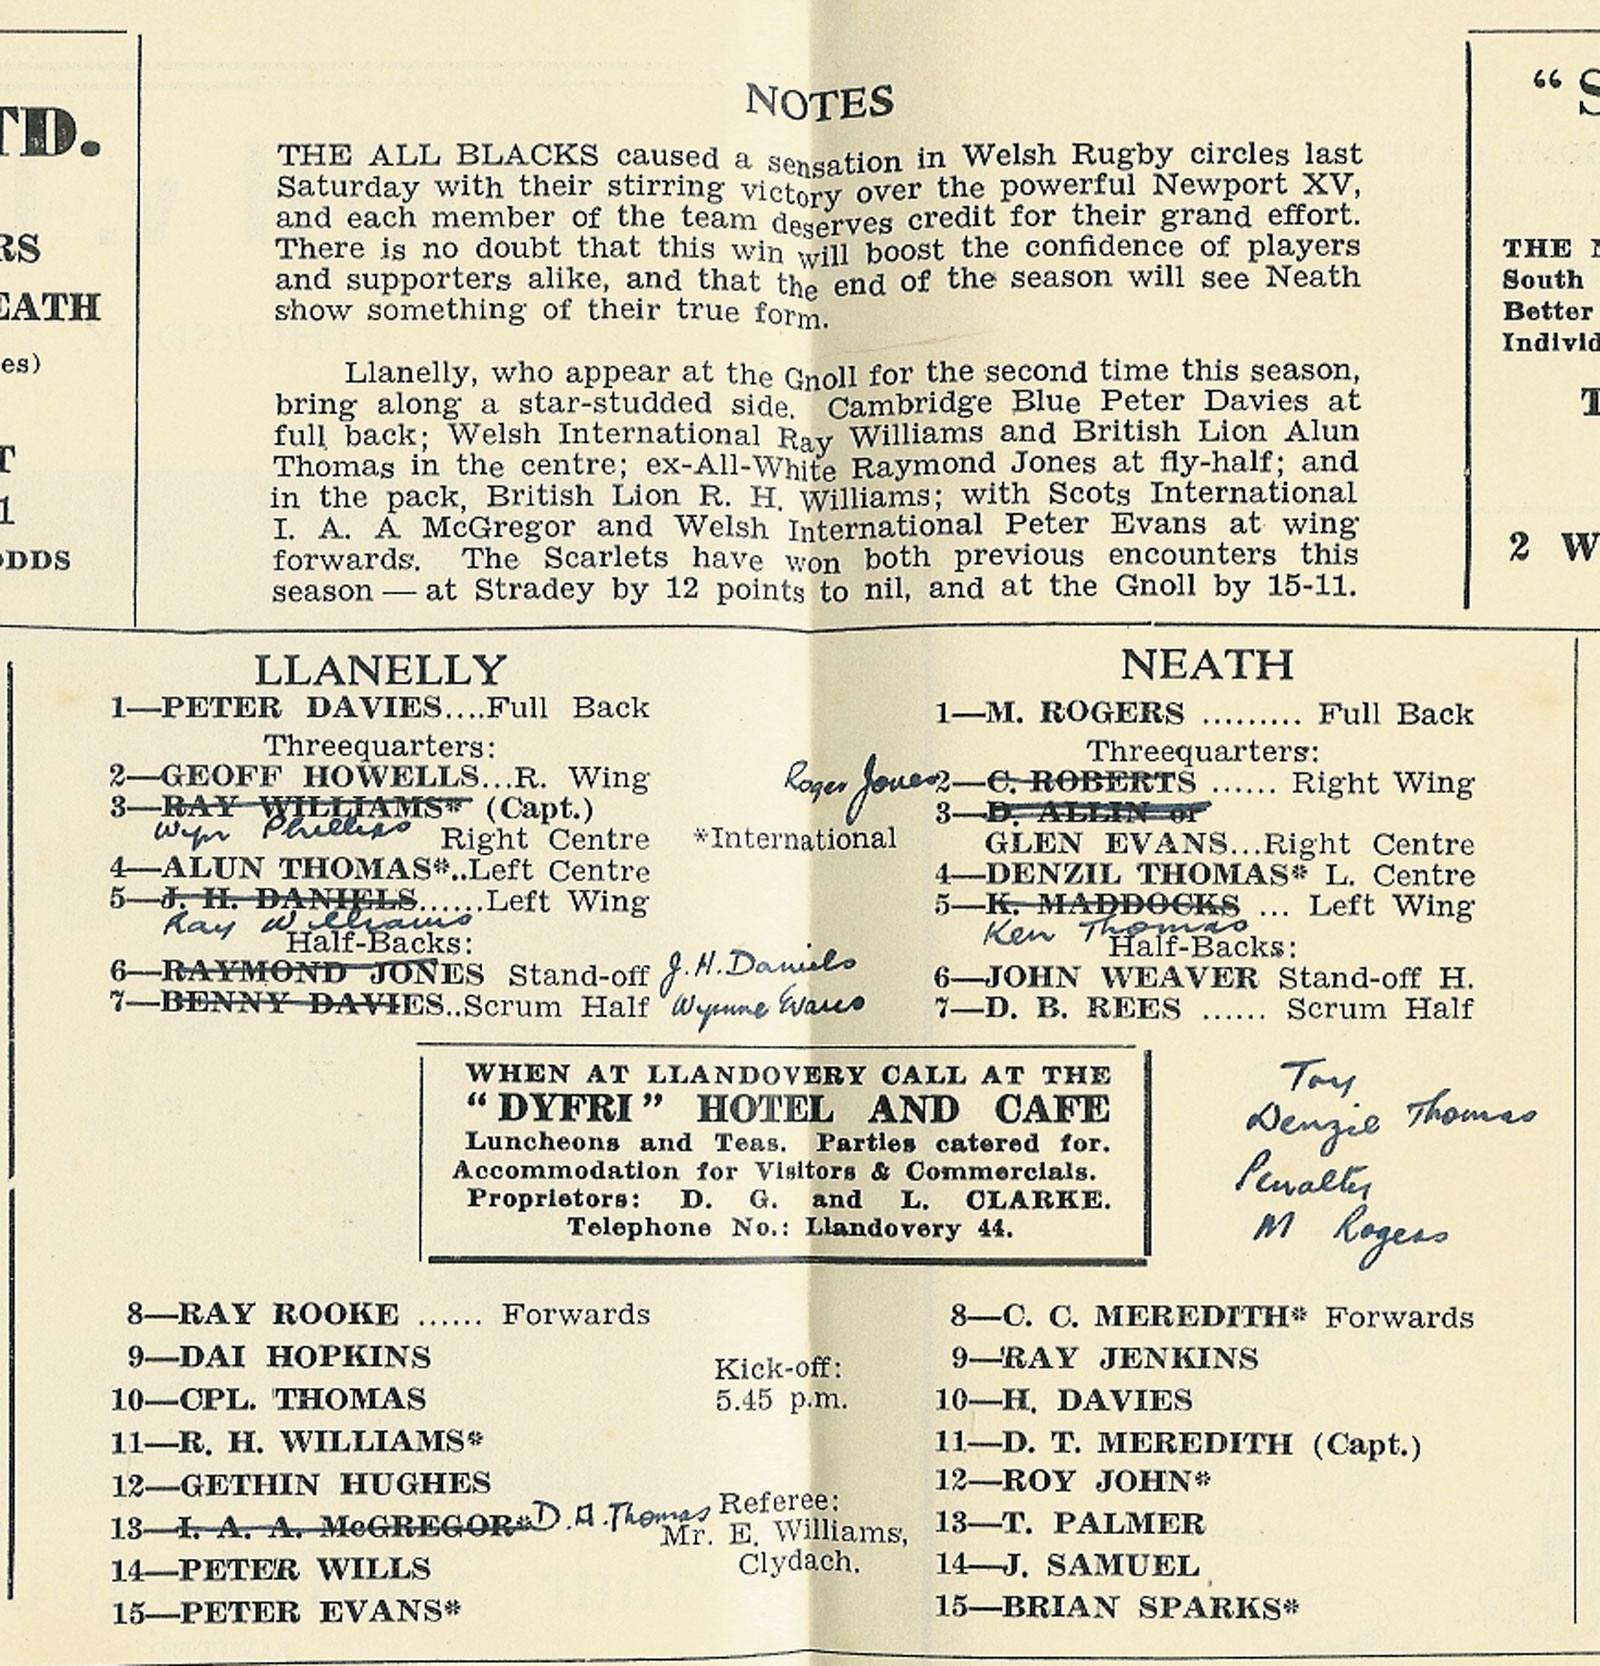 TD.
RS
EATH
es)
T
1
ODDS
NOTES
THE ALL BLACKS caused a sensation in Welsh Rugby circles last
Saturday with their stirring victory over the powerful Newport XV,
and each member of the team deserves credit for their grand effort.
There is no doubt that this win will boost the confidence of players
and supporters alike, and that the end of the season will see Neath
show something of their true form.
Llanelly, who appear at the Gnoll for the second time this season,
bring along a star-studded side. Cambridge Blue Peter Davies at
full back; Welsh International Ray Williams and British Lion Alun
Thomas in the centre; ex-All-White Raymond Jones at fly-half; and
in the pack, British Lion R. H. Williams; with Scots International
I. A. A McGregor and Welsh International Peter Evans at wing
forwards. The Scarlets have won both previous encounters this
season — at Stradey by 12 points to nil, and at the Gnoll by 15-11.
"S
THE N
South
Better
Individ
T
2 W
LLANELLY
1—PETER DAVIES....Full Back
Threequarters:
2—GEOFF HOWELLS...R. Wing
3—RAY WILLIAMS* (Capt.)
Wyn Phillips Right Centre
4—ALUN THOMAS*..Left Centre
5—J. H. DANIELS......Left Wing
Ray Williams
Half-Backs:
6—RAYMOND JONES Stand-off J.H.Daniels
7—BENNY DAVIES..Scrum Half Wynne Evans
*International
NEATH
1—M. ROGERS ......... Full Back
Threequarters:
Roger Jones 2—C. ROBERTS ...... Right Wing
3—D. ALLIN or
GLEN EVANS...Right Centre
4—DENZIL THOMAS* L. Centre
5—K. MADDOCKS ... Left Wing
Ken Thomas
Half-Backs:
6—JOHN WEAVER Stand-off H.
7—D. B. REES ...... Scrum Half
WHEN AT LLANDOVERY CALL AT THE
"DYFRI" HOTEL AND CAFE
Luncheons and Teas. Parties catered for.
Accommodation for Visitors & Commercials.
Proprietors: D. G. and L. CLARKE.
Telephone No.: Llandovery 44.
Try
Denzil Thomas
Penalty
M Rogers
8—RAY ROOKE ...... Forwards
9—DAI HOPKINS
10—CPL. THOMAS
11—R. H. WILLIAMS*
12—GETHIN HUGHES
13—I. A. A. McGREGOR* D.A.Thomas
14—PETER WILLS
15—PETER EVANS*
Kick-off:
5.45 p.m.
Referee:
Mr. E. Williams,
Clydach.
8—C. C. MEREDITH* Forwards
9—RAY JENKINS
10—H. DAVIES
11—D. T. MEREDITH (Capt.)
12—ROY JOHN*
13—T. PALMER
14—J. SAMUEL
15—BRIAN SPARKS*